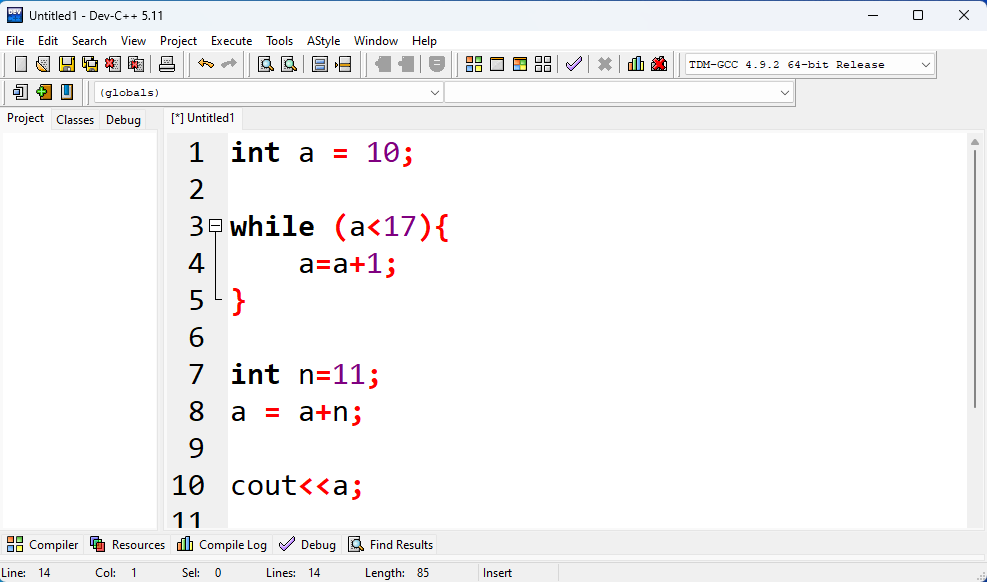 Untitled1 - Dev-C++ 5.11
File Edit Search View Project Execute Tools AStyle Window Help
TDM-GCC 4.9.2 64-bit Release
(globals)
Project Classes Debug [*] Untitled1
1 int a = 10;
2
3 while (a<17){
4     a=a+1;
5 }
6
7 int n=11;
8 a = a+n;
9
10 cout<<a;
11
Compiler Resources Compile Log Debug Find Results
Line: 14 Col: 1 Sel: 0 Lines: 14 Length: 85 Insert